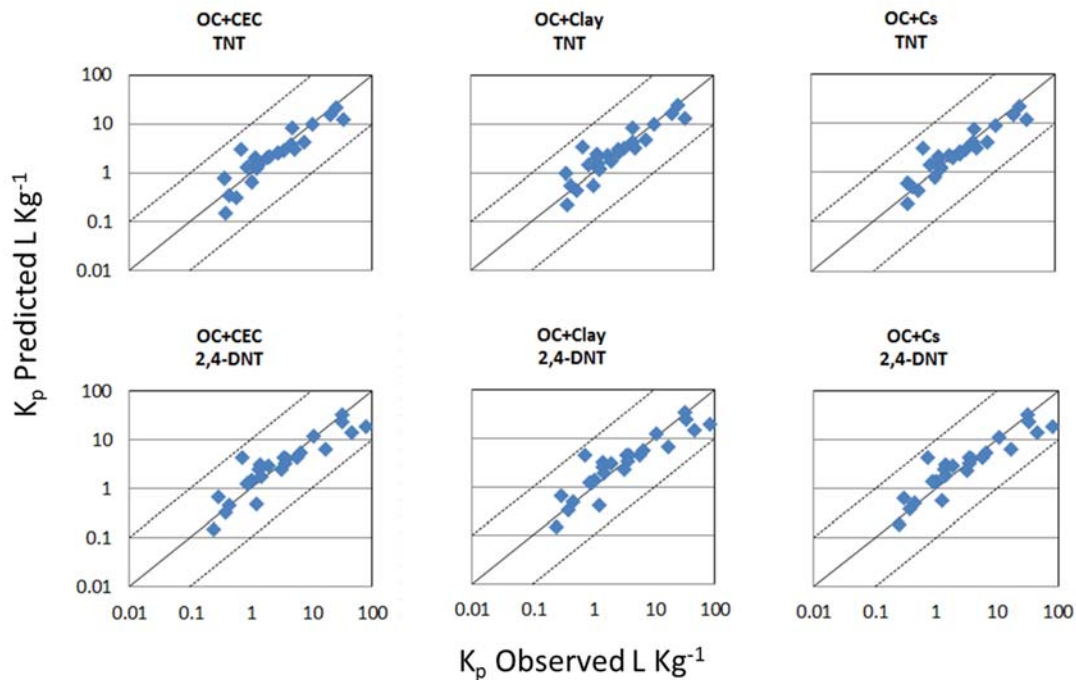 OC+CEC
TNT
OC+Clay
TNT
OC+Cs
TNT
100
10
1
0.1
0.01
OC+CEC
2,4-DNT
OC+Clay
2,4-DNT
OC+Cs
2,4-DNT
100
10
1
0.1
0.01
0.01 0.1 1 10 100
0.01 0.1 1 10 100
0.01 0.1 1 10 100
Kp Predicted L Kg⁻¹
Kp Observed L Kg⁻¹